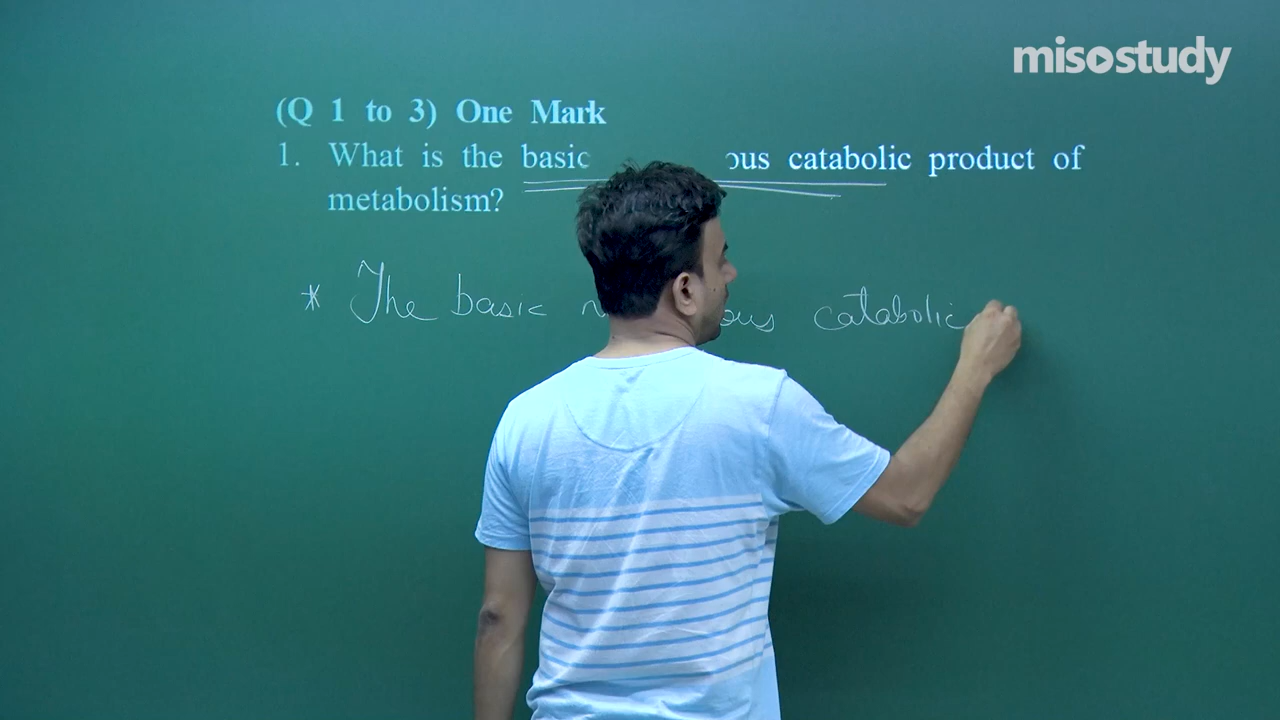 misostudy
(Q 1 to 3) One Mark
1. What is the basic ous catabolic product of
metabolism?
* The basic ous catabolic